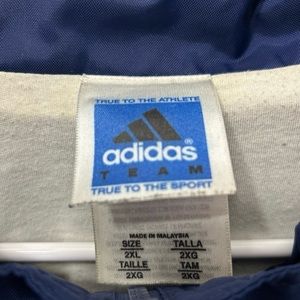 TRUE TO THE ATHLETE
adidas
TEAM
TRUE TO THE SPORT
MADE IN MALAYSIA
SIZE TALLA
2XL 2XG
TAILLE TAM
2XG 2XG